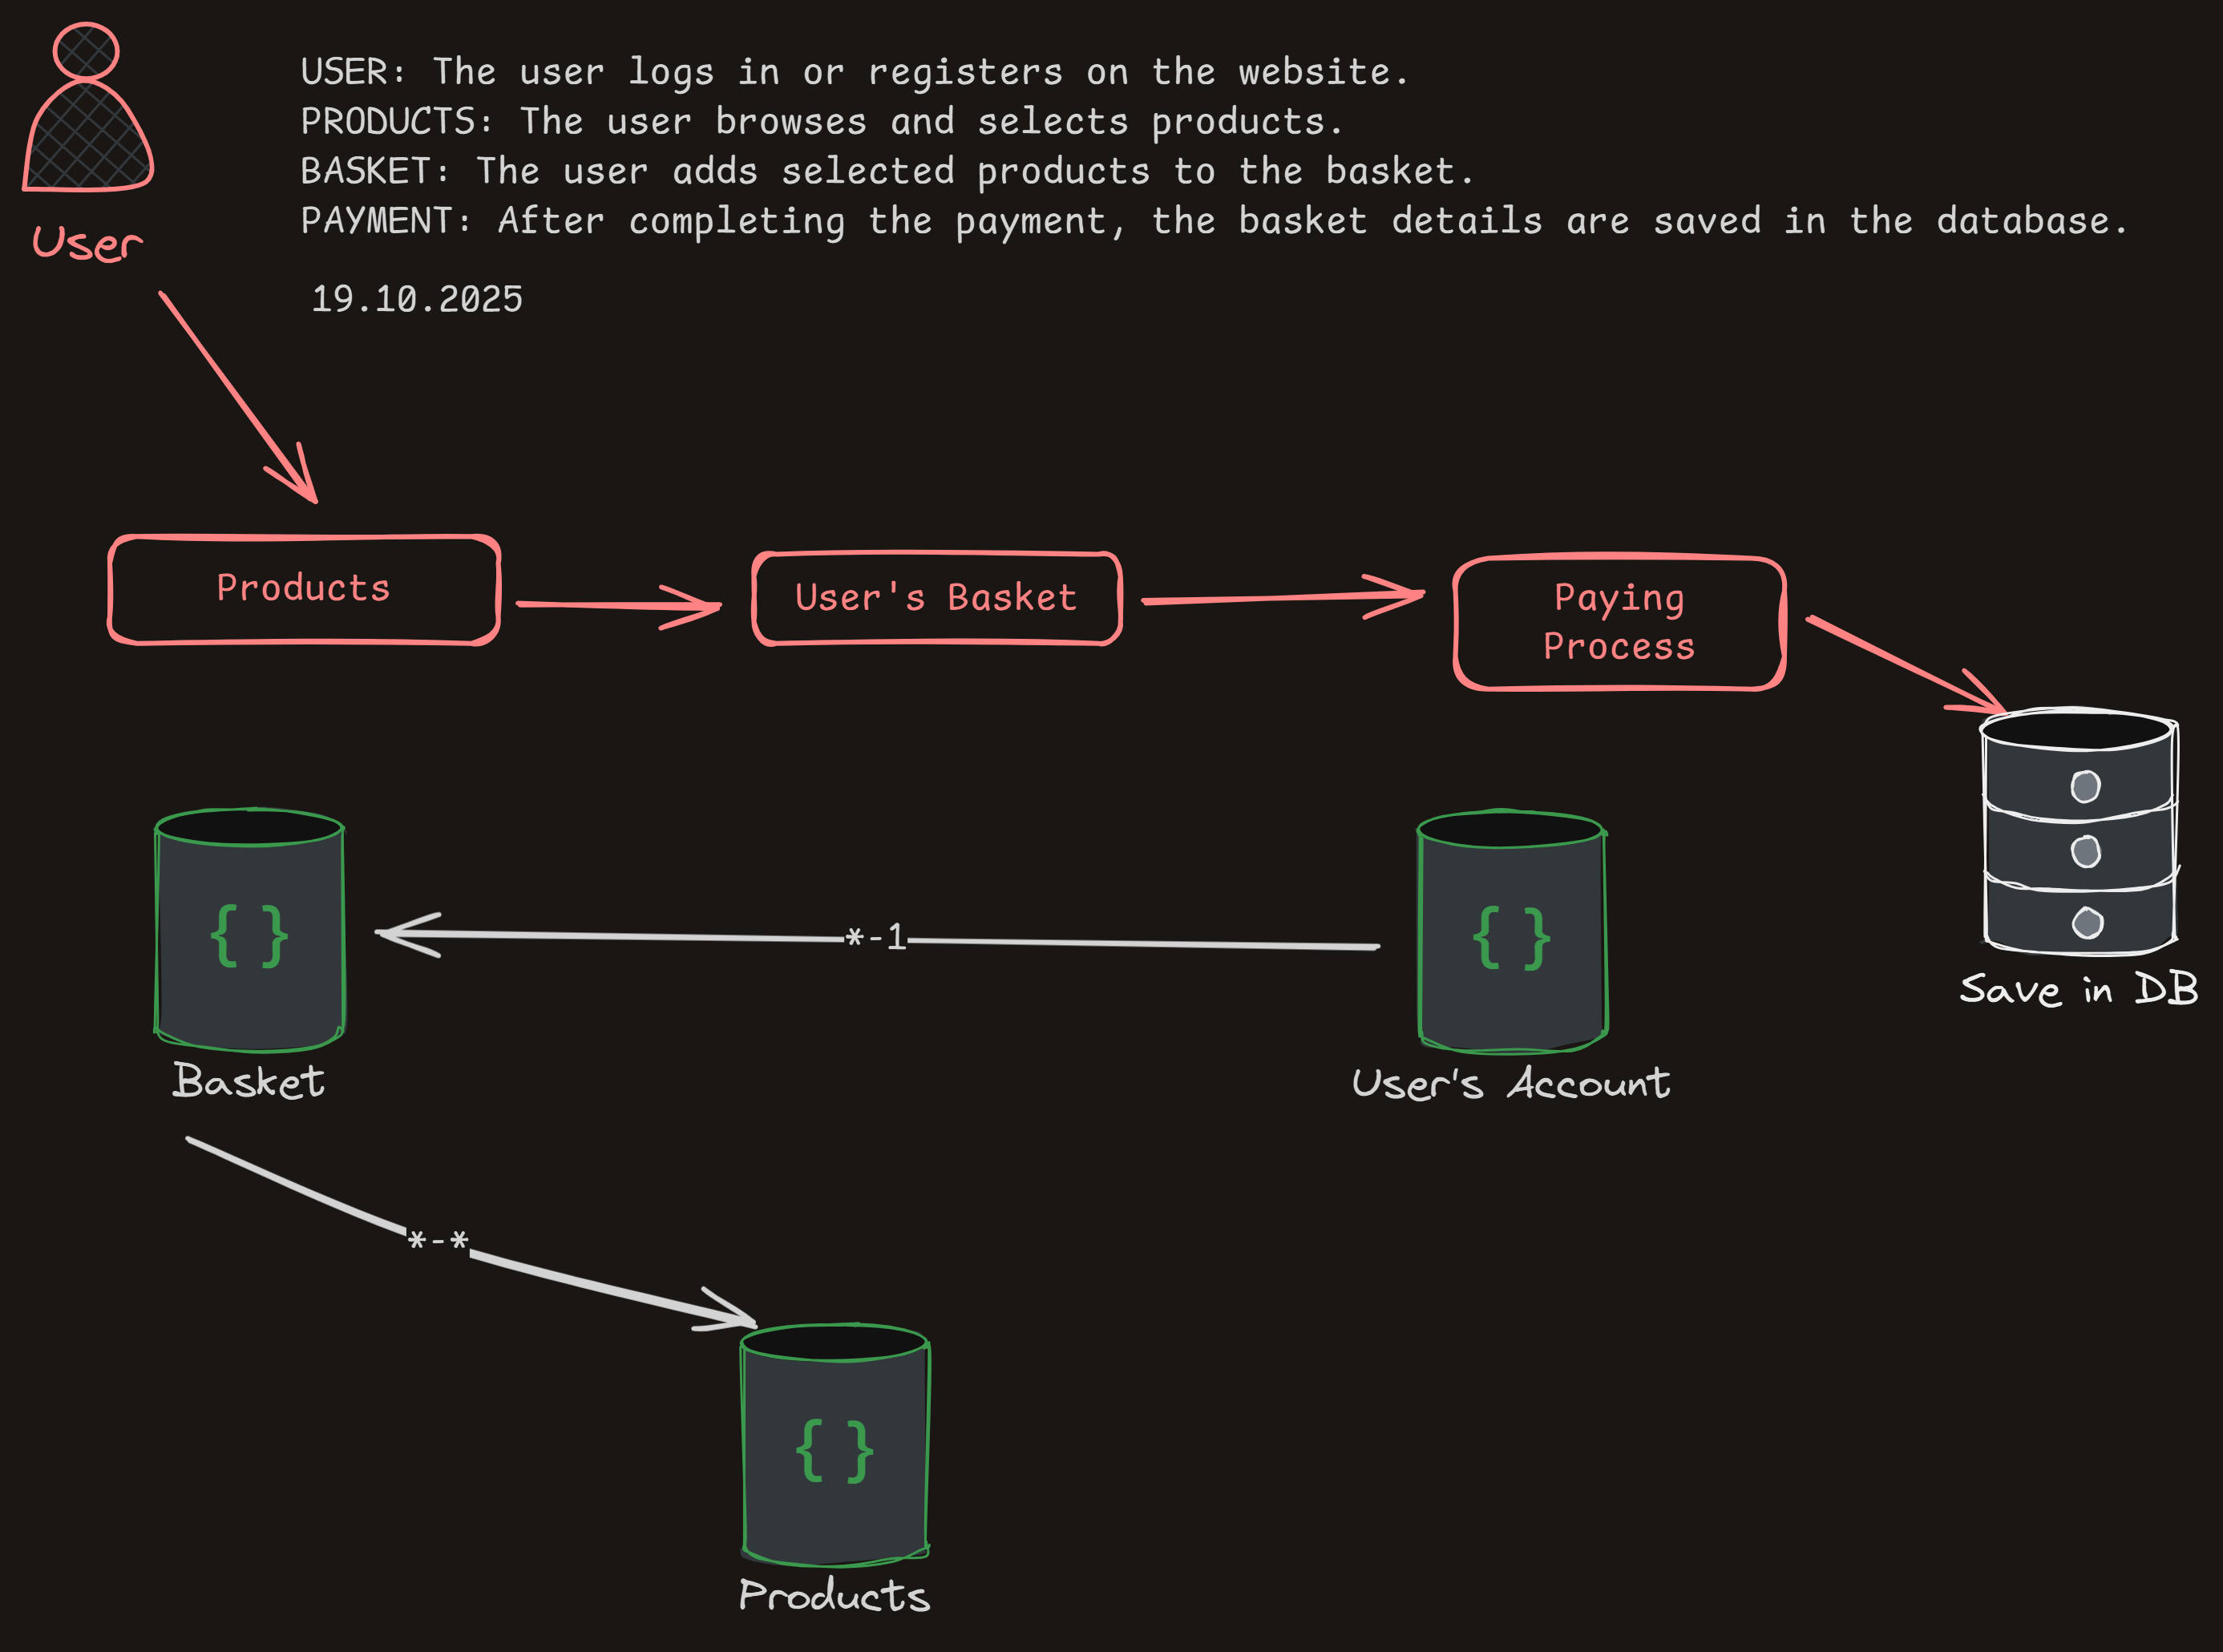 USER: The user logs in or registers on the website.
PRODUCTS: The user browses and selects products.
BASKET: The user adds selected products to the basket.
PAYMENT: After completing the payment, the basket details are saved in the database.
User
19.10.2025
Products
User's Basket
Paying
Process
{}
*-1
{}
Save in DB
Basket
User's Account
*-*
{}
Products